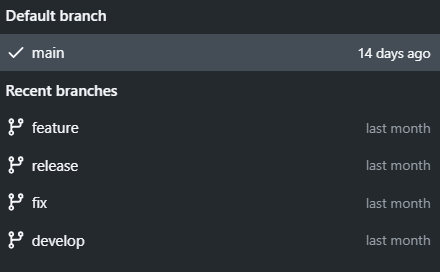 Default branch
main 14 days ago
Recent branches
feature last month
release last month
fix last month
develop last month